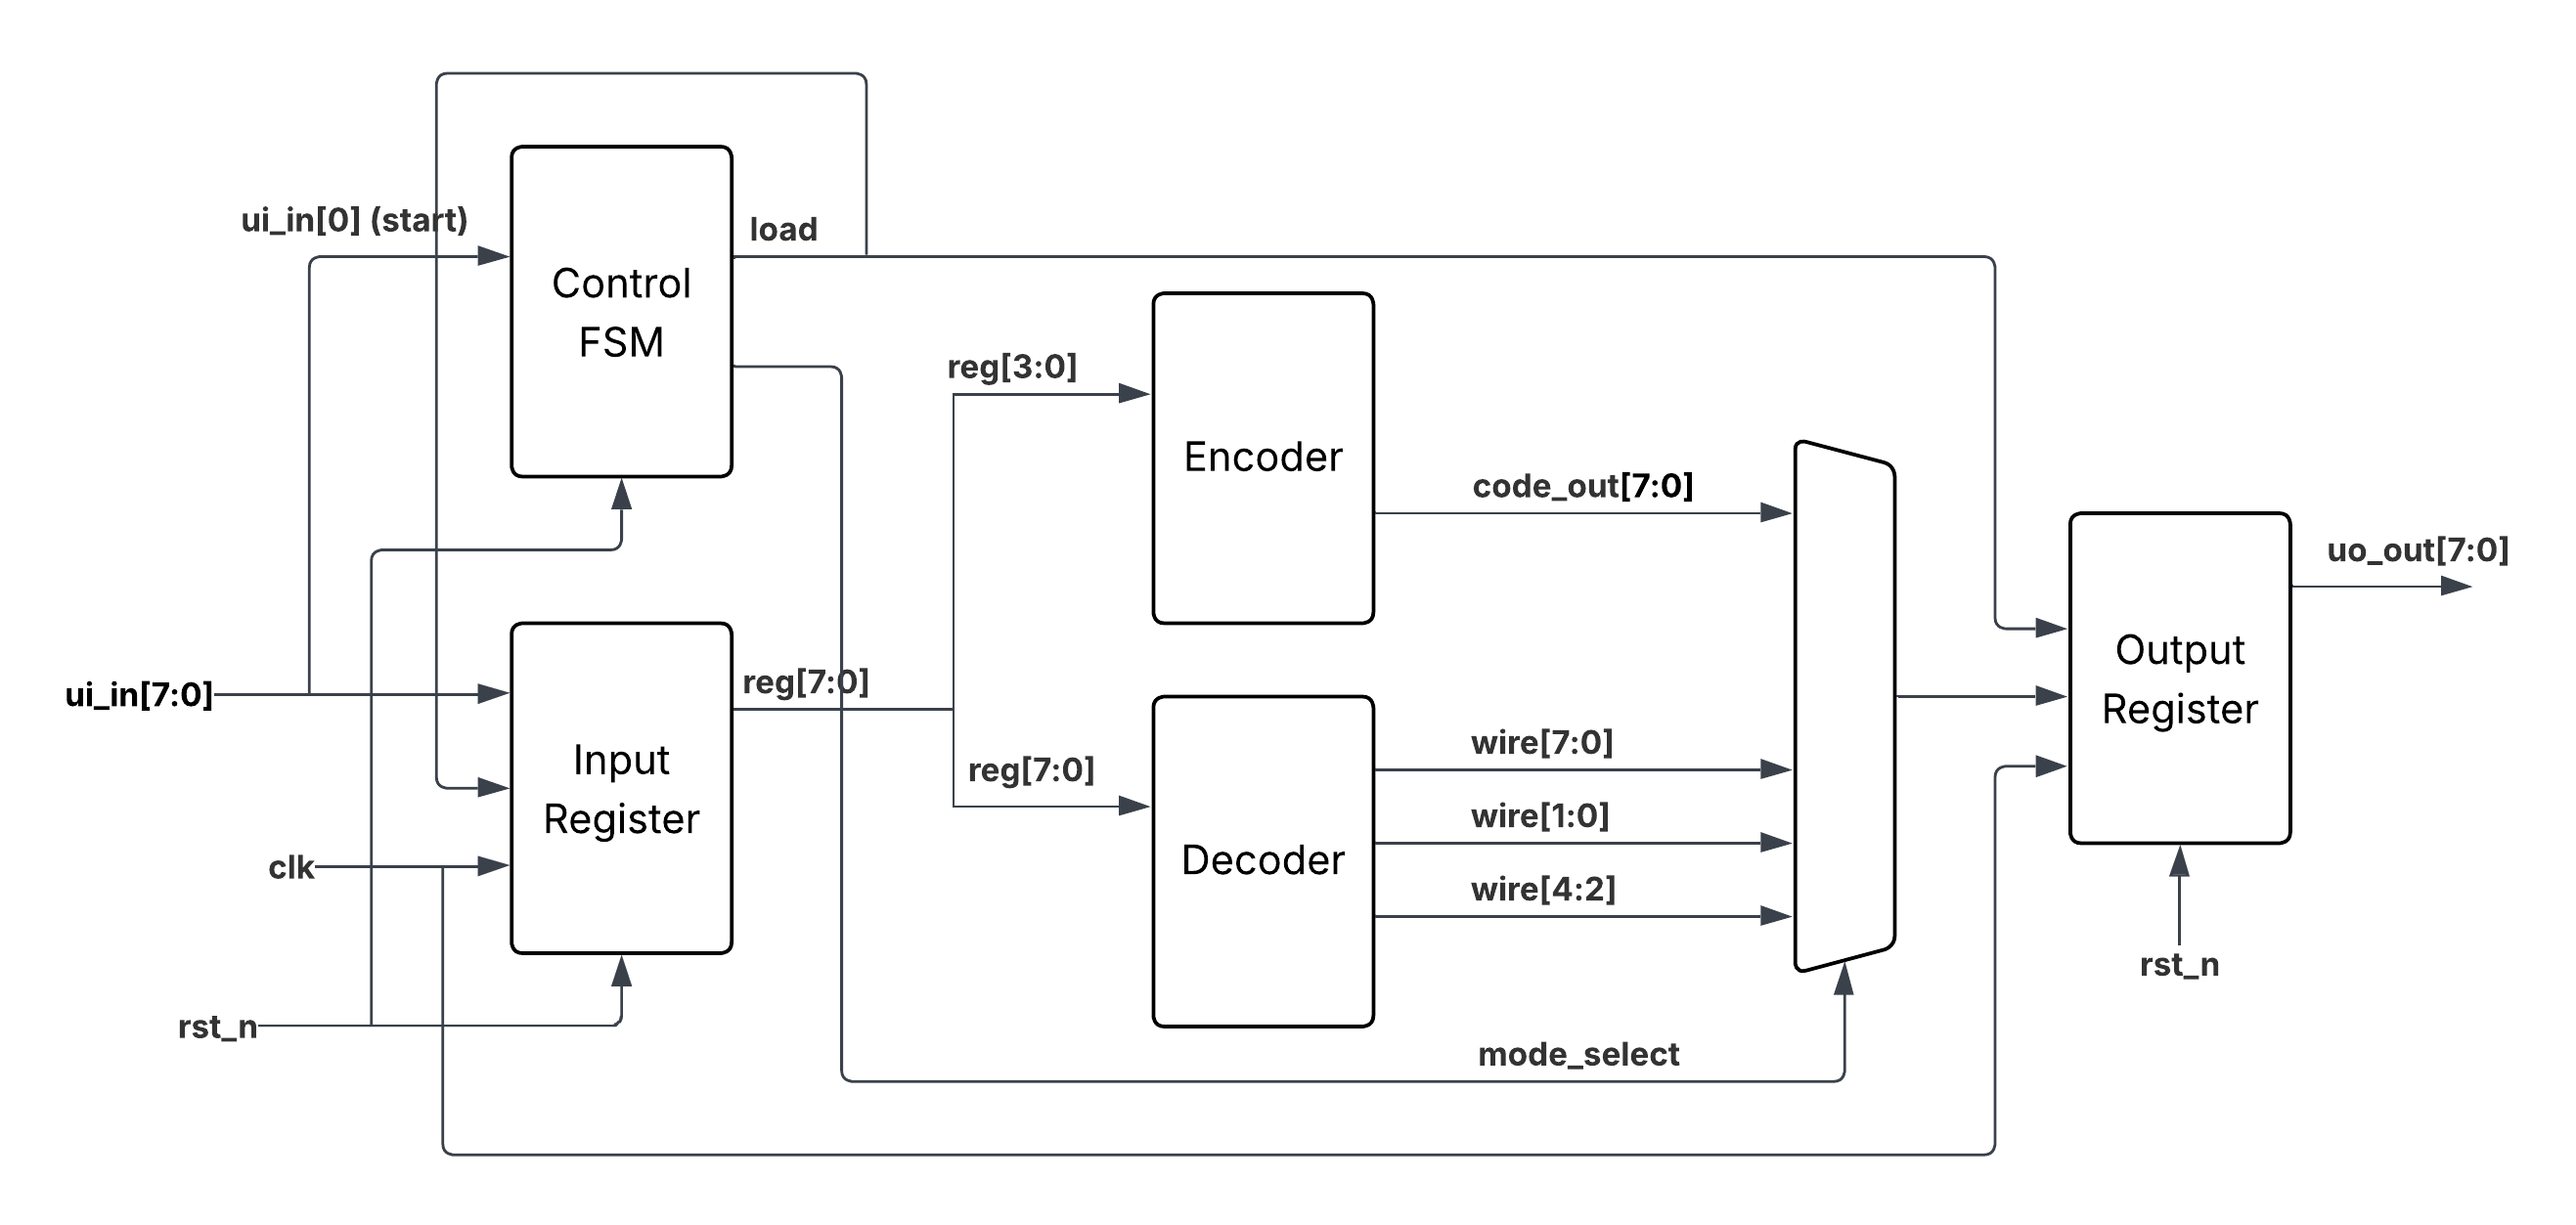 ui_in[0] (start)
load
Control
FSM
reg[3:0]
Encoder
code_out[7:0]
uo_out[7:0]
ui_in[7:0]
reg[7:0]
Output
Register
Input
Register
reg[7:0]
wire[7:0]
wire[1:0]
Decoder
wire[4:2]
clk
rst_n
rst_n
mode_select